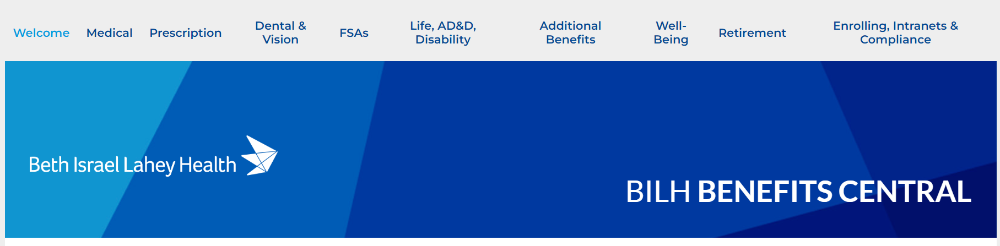 Welcome
Medical
Prescription
Dental &
Vision
FSAs
Life, AD&D,
Disability
Additional
Benefits
Well-
Being
Retirement
Enrolling, Intranets &
Compliance
Beth Israel Lahey Health
BILH BENEFITS CENTRAL